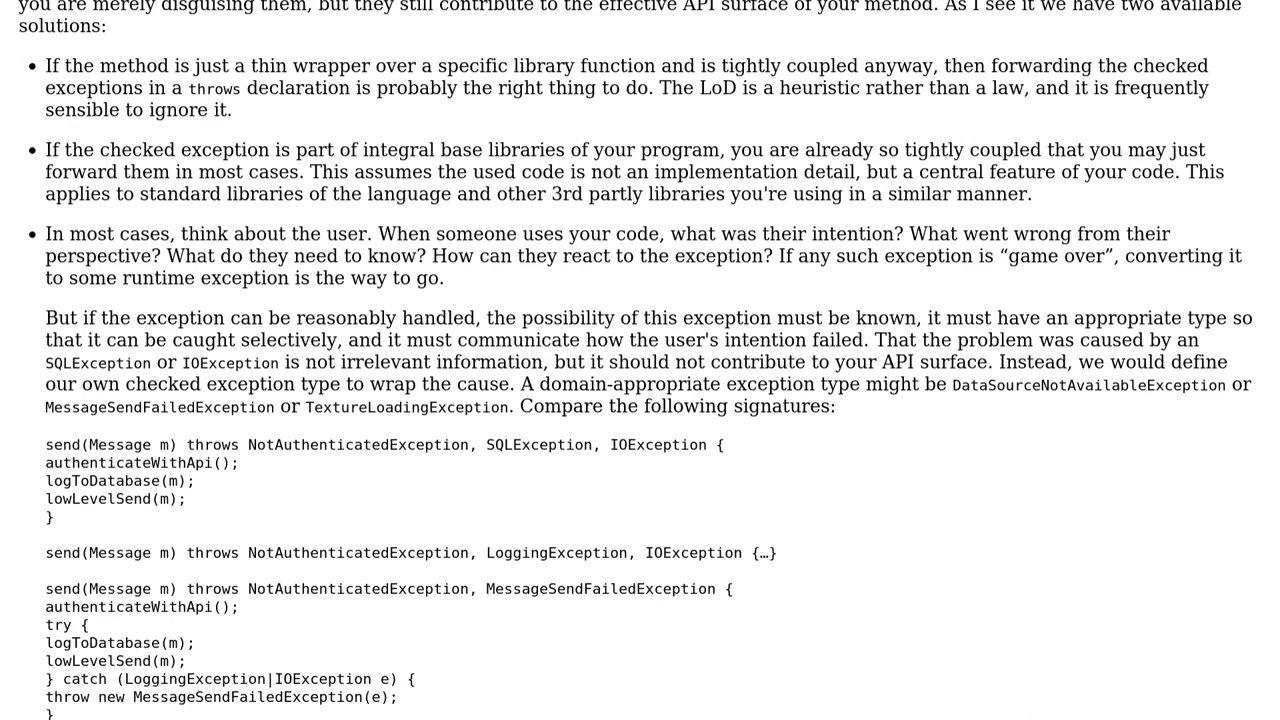 you are merely disguising them, but they still contribute to the effective API surface of your method. As I see it we have two available
solutions:
• If the method is just a thin wrapper over a specific library function and is tightly coupled anyway, then forwarding the checked
exceptions in a throws declaration is probably the right thing to do. The LoD is a heuristic rather than a law, and it is frequently
sensible to ignore it.
• If the checked exception is part of integral base libraries of your program, you are already so tightly coupled that you may just
forward them in most cases. This assumes the used code is not an implementation detail, but a central feature of your code. This
applies to standard libraries of the language and other 3rd partly libraries you're using in a similar manner.
• In most cases, think about the user. When someone uses your code, what was their intention? What went wrong from their
perspective? What do they need to know? How can they react to the exception? If any such exception is “game over”, converting it
to some runtime exception is the way to go.
But if the exception can be reasonably handled, the possibility of this exception must be known, it must have an appropriate type so
that it can be caught selectively, and it must communicate how the user's intention failed. That the problem was caused by an
SQLException or IOException is not irrelevant information, but it should not contribute to your API surface. Instead, we would define
our own checked exception type to wrap the cause. A domain-appropriate exception type might be DataSourceNotAvailableException or
MessageSendFailedException or TextureLoadingException. Compare the following signatures:
send(Message m) throws NotAuthenticatedException, SQLException, IOException {
authenticateWithApi();
logToDatabase(m);
lowLevelSend(m);
}
send(Message m) throws NotAuthenticatedException, LoggingException, IOException {…}
send(Message m) throws NotAuthenticatedException, MessageSendFailedException {
authenticateWithApi();
try {
logToDatabase(m);
lowLevelSend(m);
} catch (LoggingException|IOException e) {
throw new MessageSendFailedException(e);
}